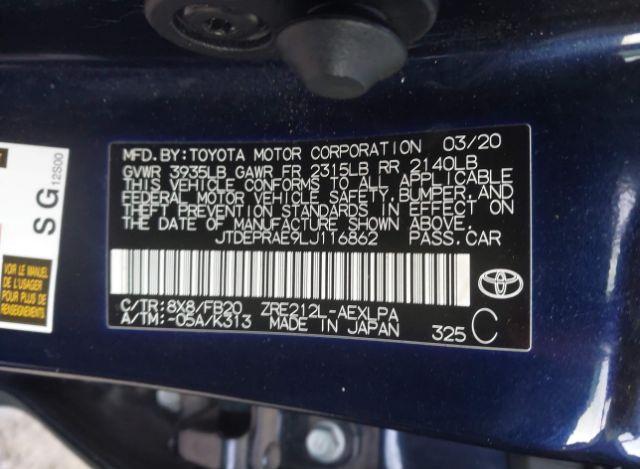 MFD. BY: TOYOTA MOTOR CORPORATION 03/20
GVWR 3935LB GAWR FR 2315LB RR 2140LB
THIS VEHICLE CONFORMS TO ALL APPLICABLE
FEDERAL MOTOR VEHICLE SAFETY, BUMPER, AND
THEFT PREVENTION STANDARDS IN EFFECT ON
THE DATE OF MANUFACTURE SHOWN ABOVE.
JTDEPRAE9LJ116862 PASS.CAR
C/TR: 8X8/FB20 ZRE212L-AEXLPA
A/TM: -05A/K313 MADE IN JAPAN 325 C
SG
12S00
VOIR LE MANUEL
DE L'USAGER
POUR PLUS DE
RENSEIGNEMENTS